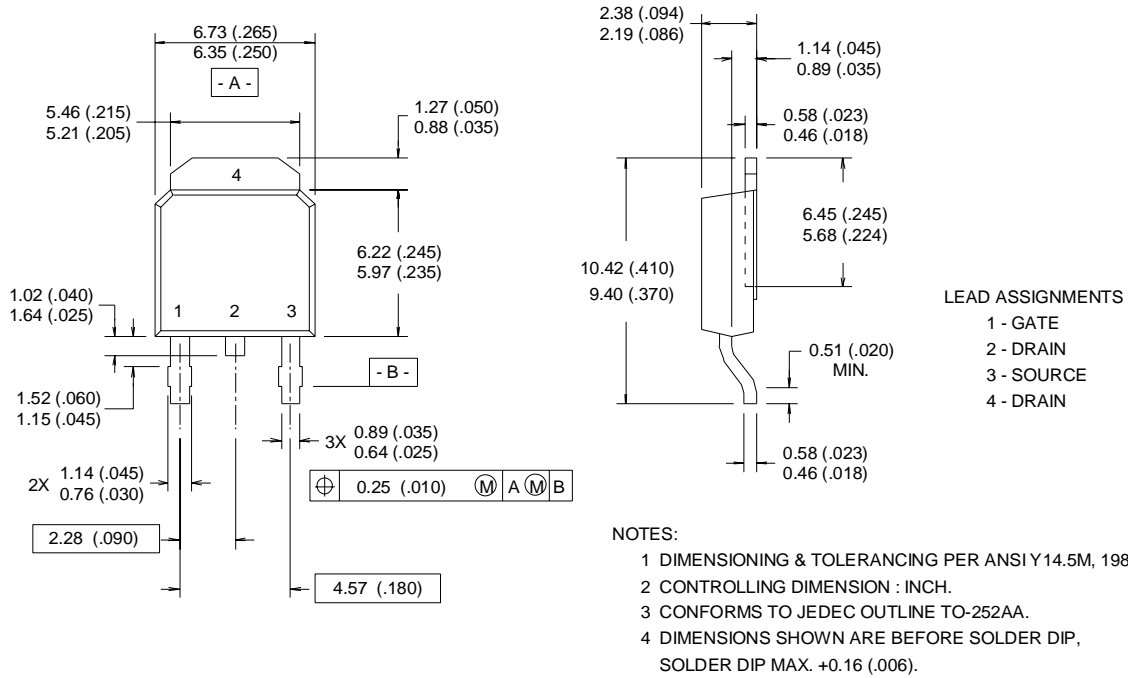 6.73 (.265)
6.35 (.250)
- A -
5.46 (.215)
5.21 (.205)
1.27 (.050)
0.88 (.035)
4
6.22 (.245)
5.97 (.235)
1.02 (.040)
1.64 (.025)
1 2 3
- B -
1.52 (.060)
1.15 (.045)
3X 0.89 (.035)
0.64 (.025)
2X 1.14 (.045)
0.76 (.030)
⌖ 0.25 (.010) Ⓜ A Ⓜ B
2.28 (.090)
4.57 (.180)
2.38 (.094)
2.19 (.086)
1.14 (.045)
0.89 (.035)
0.58 (.023)
0.46 (.018)
6.45 (.245)
5.68 (.224)
10.42 (.410)
9.40 (.370)
0.51 (.020)
MIN.
0.58 (.023)
0.46 (.018)
LEAD ASSIGNMENTS
1 - GATE
2 - DRAIN
3 - SOURCE
4 - DRAIN
NOTES:
1 DIMENSIONING & TOLERANCING PER ANSI Y14.5M, 198
2 CONTROLLING DIMENSION : INCH.
3 CONFORMS TO JEDEC OUTLINE TO-252AA.
4 DIMENSIONS SHOWN ARE BEFORE SOLDER DIP,
SOLDER DIP MAX. +0.16 (.006).